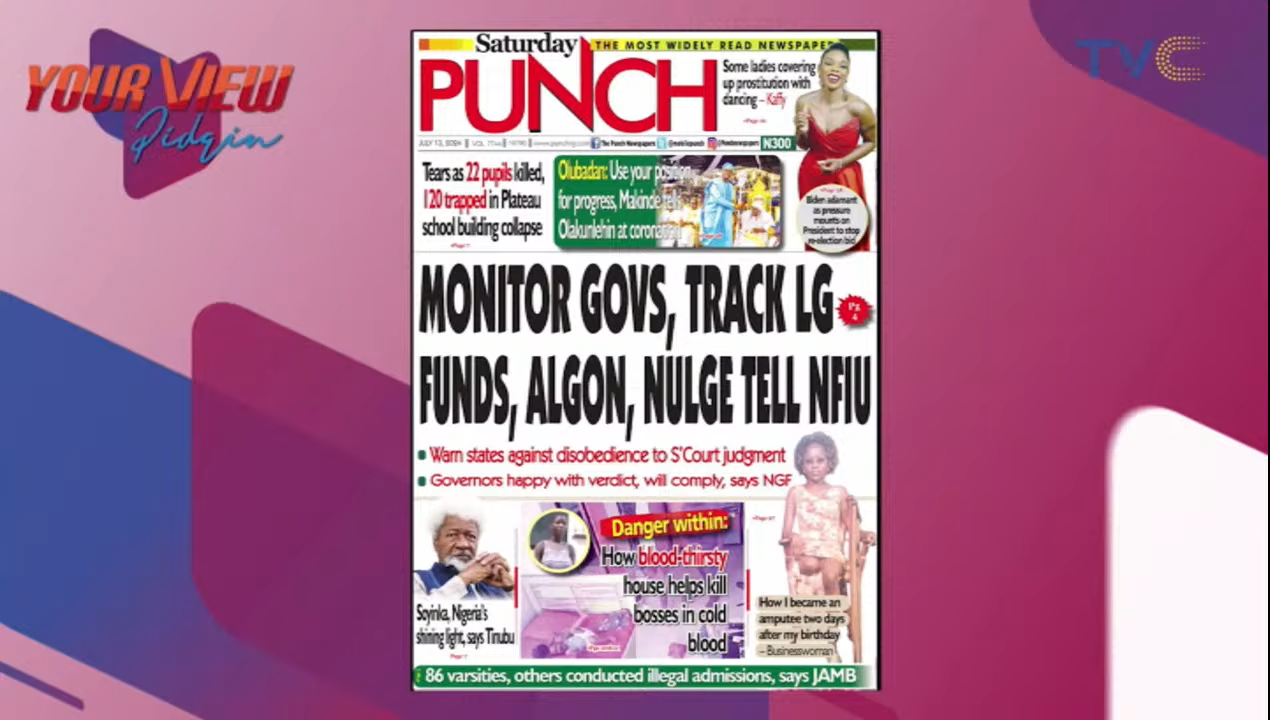 YOUR VIEW
Pidgin
TVC
Saturday
THE MOST WIDELY READ NEWSPAPER
PUNCH
Some ladies covering
up prostitution with
dancing – Kaffy
The Punch Newspapers
N300
Tears as 22 pupils killed,
120 trapped in Plateau
school building collapse
Olubadan: Use your position
for progress, Makinde tells
Olakunlehin at coronation
Biden adamant
as pressure
mounts on
President to stop
re-election bid
MONITOR GOVS, TRACK LG
Pg
4
FUNDS, ALGON, NULGE TELL NFIU
Warn states against disobedience to S'Court judgment
Governors happy with verdict, will comply, says NGF
Soyinka, Nigeria's
shining light, says Tinubu
Danger within:
How blood-thirsty
house helps kill
bosses in cold
blood
How I became an
amputee two days
after my birthday
– Businesswoman
86 varsities, others conducted illegal admissions, says JAMB